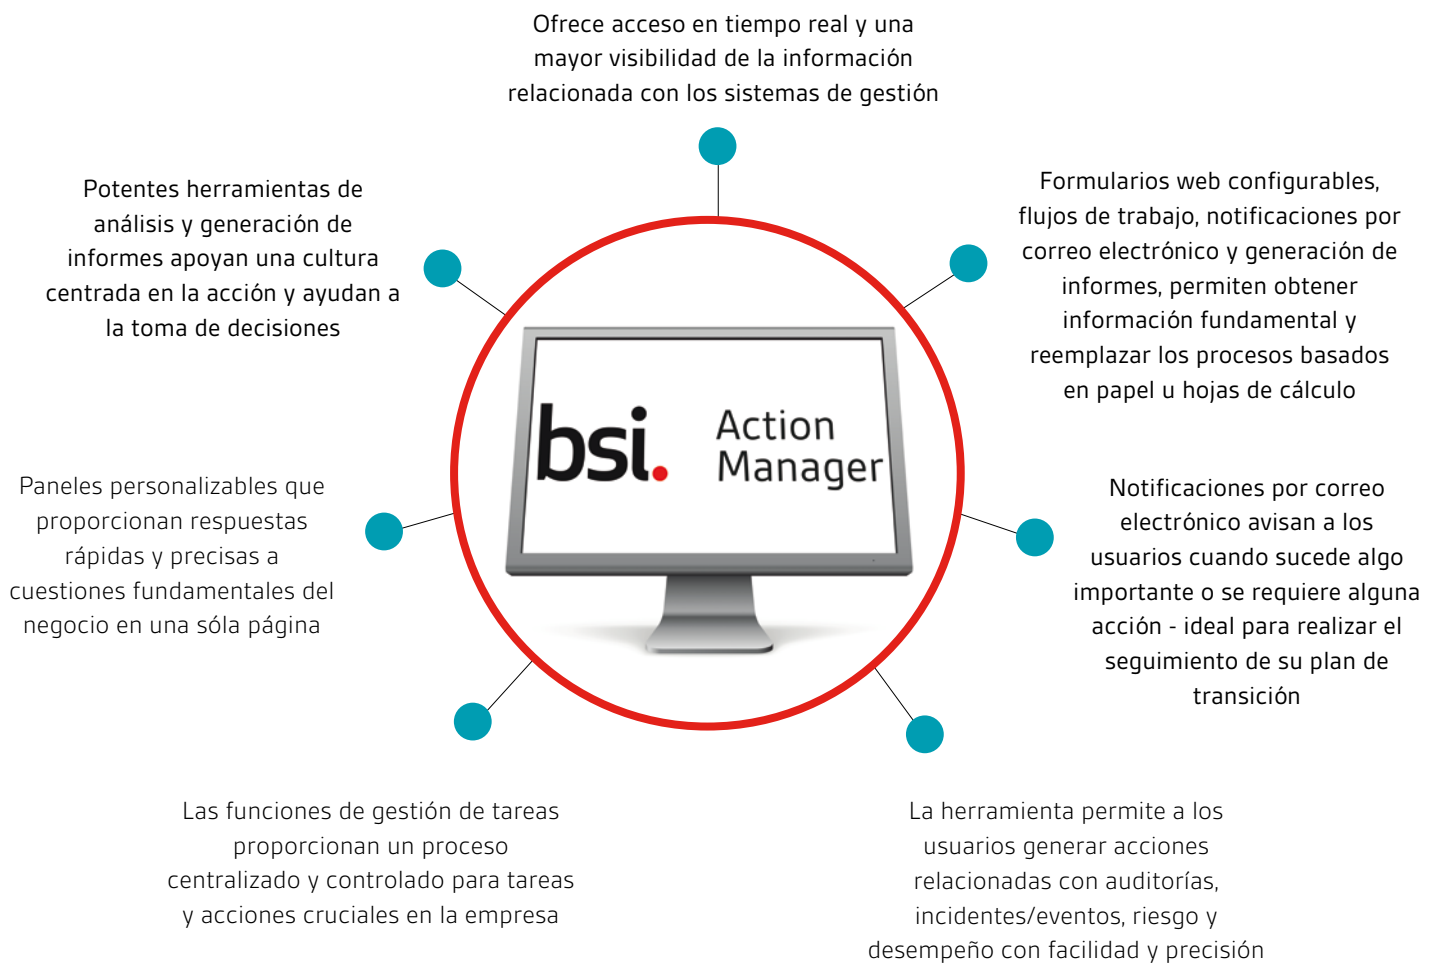 Ofrece acceso en tiempo real y una
mayor visibilidad de la información
relacionada con los sistemas de gestión
Potentes herramientas de
análisis y generación de
informes apoyan una cultura
centrada en la acción y ayudan a
la toma de decisiones
Formularios web configurables,
flujos de trabajo, notificaciones por
correo electrónico y generación de
informes, permiten obtener
información fundamental y
reemplazar los procesos basados
en papel u hojas de cálculo
bsi.
Action
Manager
Paneles personalizables que
proporcionan respuestas
rápidas y precisas a
cuestiones fundamentales del
negocio en una sóla página
Notificaciones por correo
electrónico avisan a los
usuarios cuando sucede algo
importante o se requiere alguna
acción - ideal para realizar el
seguimiento de su plan de
transición
Las funciones de gestión de tareas
proporcionan un proceso
centralizado y controlado para tareas
y acciones cruciales en la empresa
La herramienta permite a los
usuarios generar acciones
relacionadas con auditorías,
incidentes/eventos, riesgo y
desempeño con facilidad y precisión